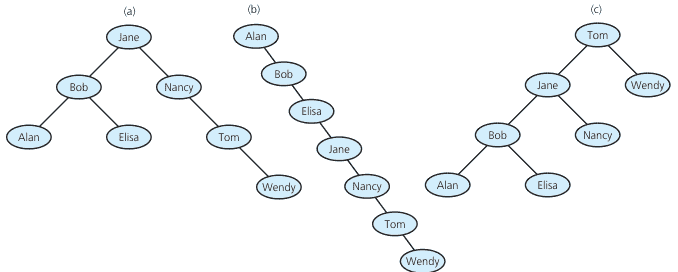 (a)
Jane
Bob
Nancy
Alan
Elisa
Tom
Wendy
(b)
Alan
Bob
Elisa
Jane
Nancy
Tom
Wendy
(c)
Tom
Jane
Wendy
Bob
Nancy
Alan
Elisa